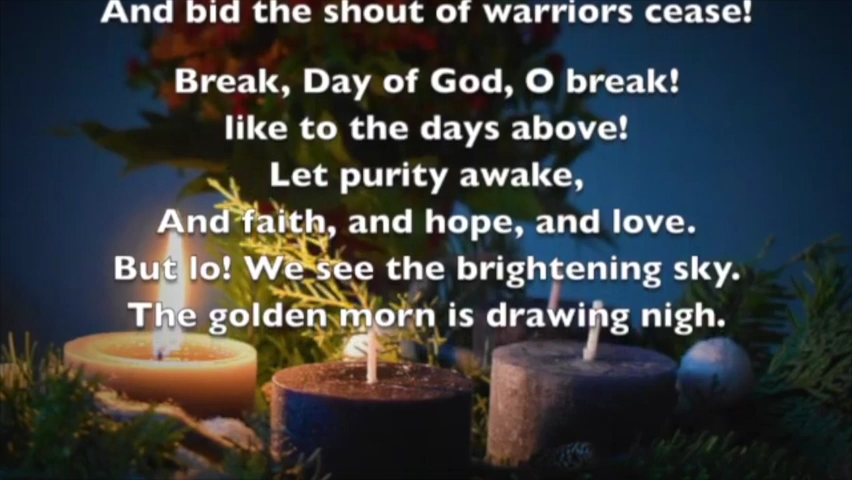 And bid the shout of warriors cease!
Break, Day of God, O break!
like to the days above!
Let purity awake,
And faith, and hope, and love.
But lo! We see the brightening sky.
The golden morn is drawing nigh.